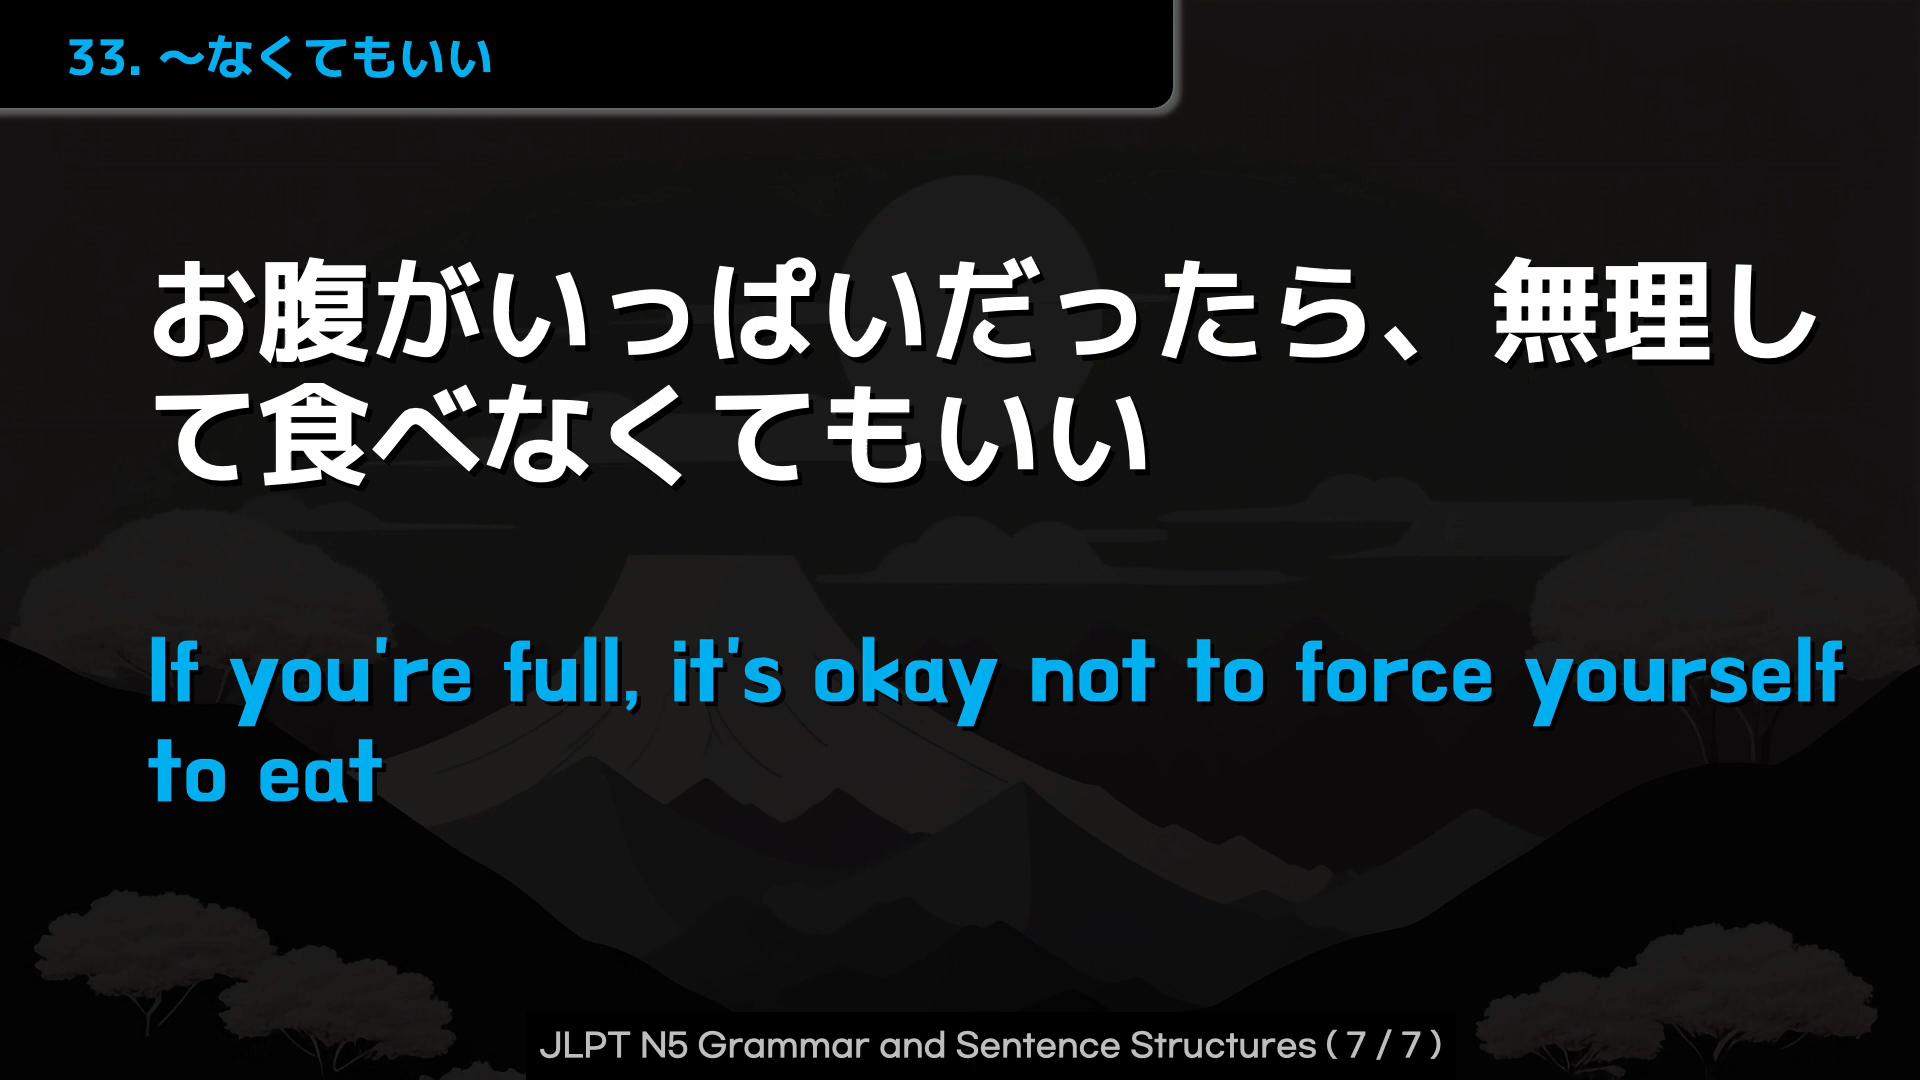 33. ～なくてもいい
お腹がいっぱいだったら、無理し
て食べなくてもいい
If you're full, it's okay not to force yourself
to eat
JLPT N5 Grammar and Sentence Structures ( 7 / 7 )